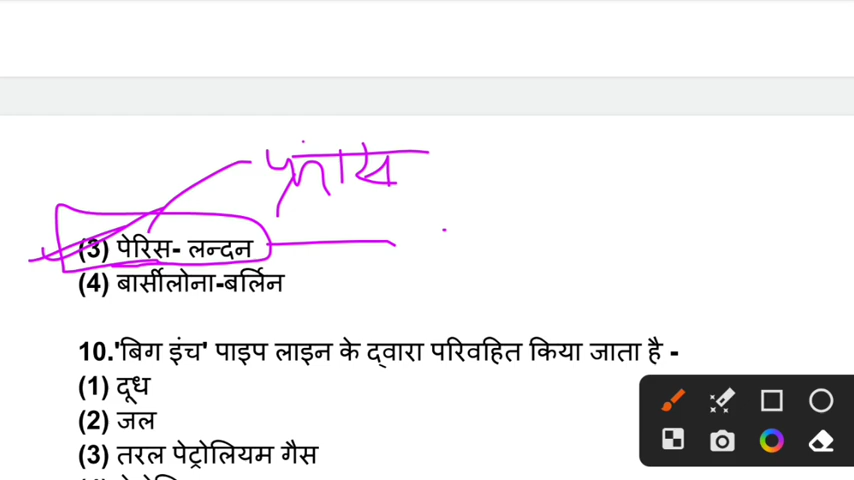 फ्रांस
(3) पेरिस- लन्दन
(4) बार्सीलोना-बर्लिन
10.'बिग इंच' पाइप लाइन के द्वारा परिवहित किया जाता है -
(1) दूध
(2) जल
(3) तरल पेट्रोलियम गैस